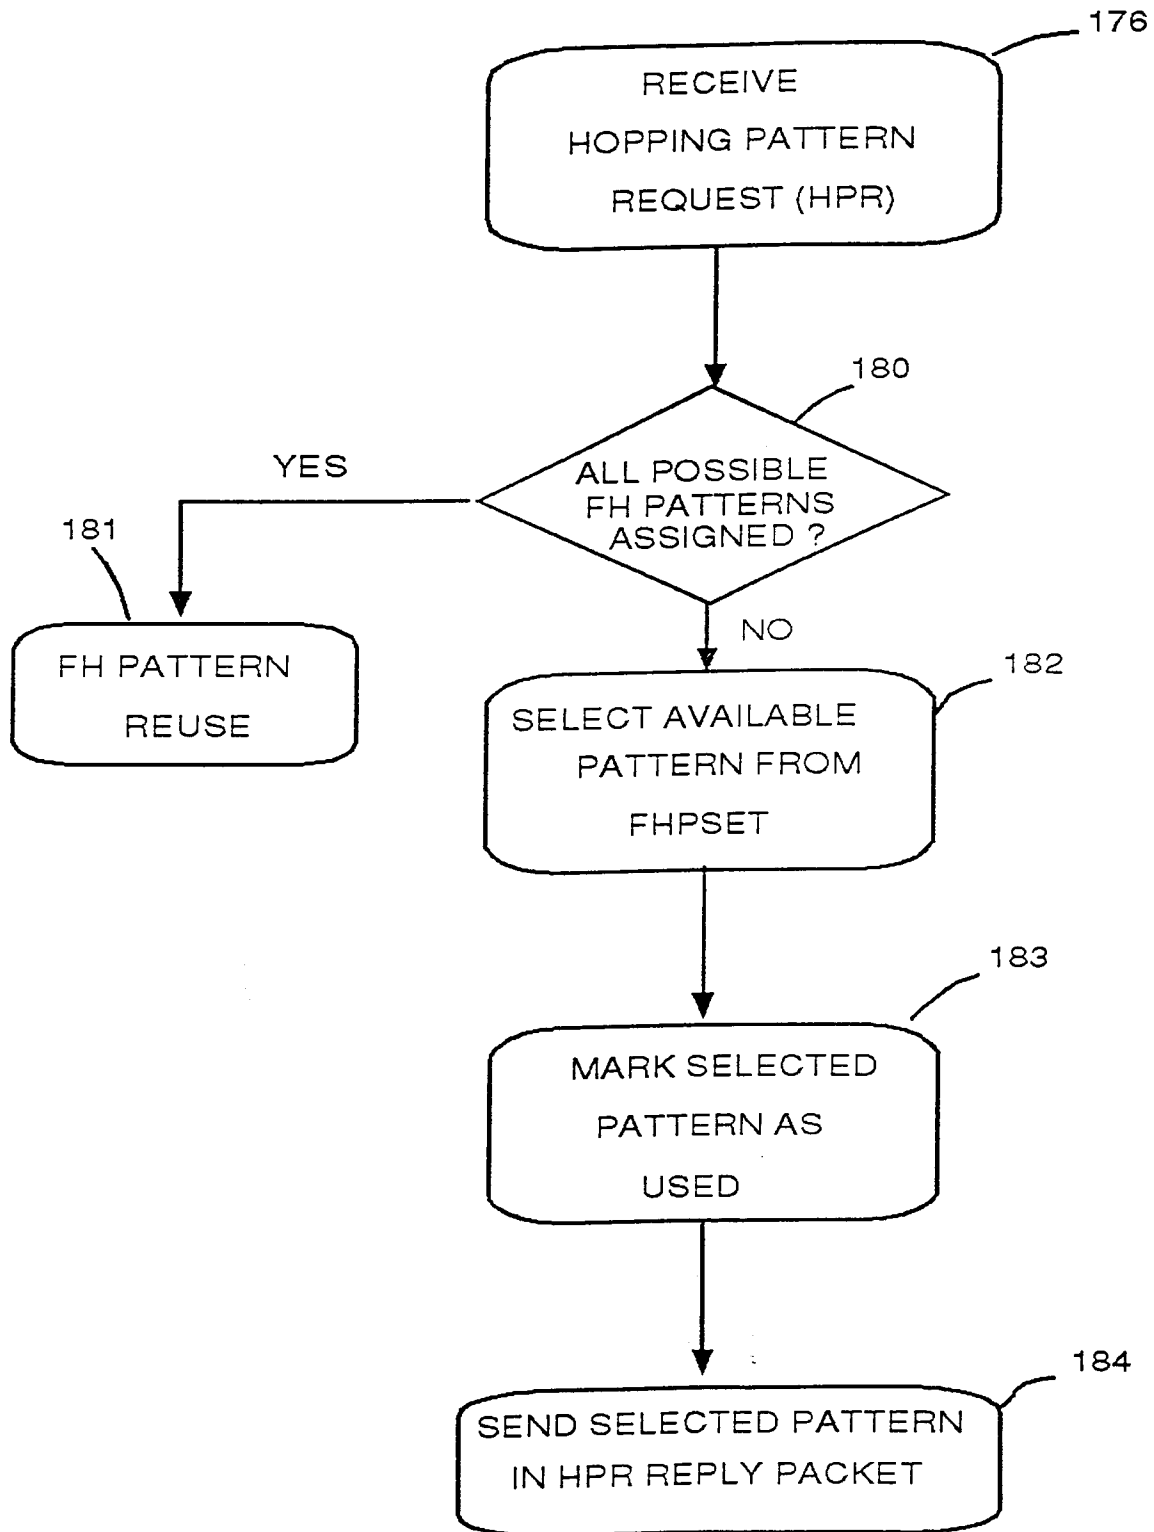 176
RECEIVE
HOPPING PATTERN
REQUEST (HPR)
180
ALL POSSIBLE
FH PATTERNS
ASSIGNED ?
YES
181
FH PATTERN
REUSE
NO
182
SELECT AVAILABLE
PATTERN FROM
FHPSET
183
MARK SELECTED
PATTERN AS
USED
184
SEND SELECTED PATTERN
IN HPR REPLY PACKET